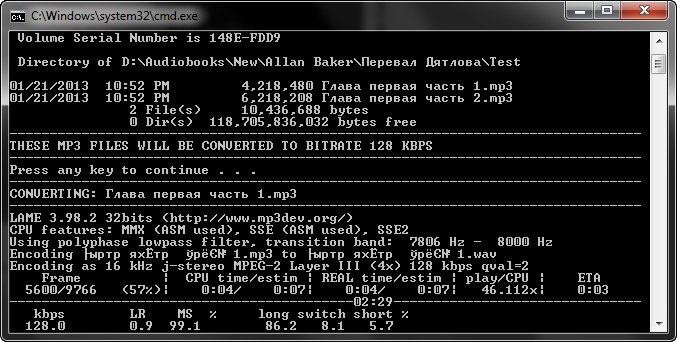 C:\Windows\system32\cmd.exe
Volume Serial Number is 148E-FDD9
Directory of D:\Audiobooks\New\Allan Baker\Перевал Дятлова\Test
01/21/2013  10:52 PM         4,218,480 Глава первая часть 1.mp3
01/21/2013  10:52 PM         6,218,208 Глава первая часть 2.mp3
2 File(s)     10,436,688 bytes
0 Dir(s)  118,705,836,032 bytes free
THESE MP3 FILES WILL BE CONVERTED TO BITRATE 128 KBPS
Press any key to continue . . .
CONVERTING: Глава первая часть 1.mp3
LAME 3.98.2 32bits (http://www.mp3dev.org/)
CPU features: MMX (ASM used), SSE (ASM used), SSE2
Using polyphase lowpass filter, transition band:  7806 Hz -  8000 Hz
Encoding ├ыртр яхЁтр  ўрёЄ№ 1.mp3 to ├ыртр яхЁтр  ўрёЄ№ 1.wav
Encoding as 16 kHz j-stereo MPEG-2 Layer III (4x) 128 kbps qval=2
Frame          |  CPU time/estim | REAL time/estim | play/CPU |    ETA
5600/9766   (57%)|    0:04/    0:07|    0:04/    0:07|   46.112x|    0:03
02:29
kbps        LR    MS  %     long switch short %
128.0        0.9  99.1        86.2   8.1   5.7